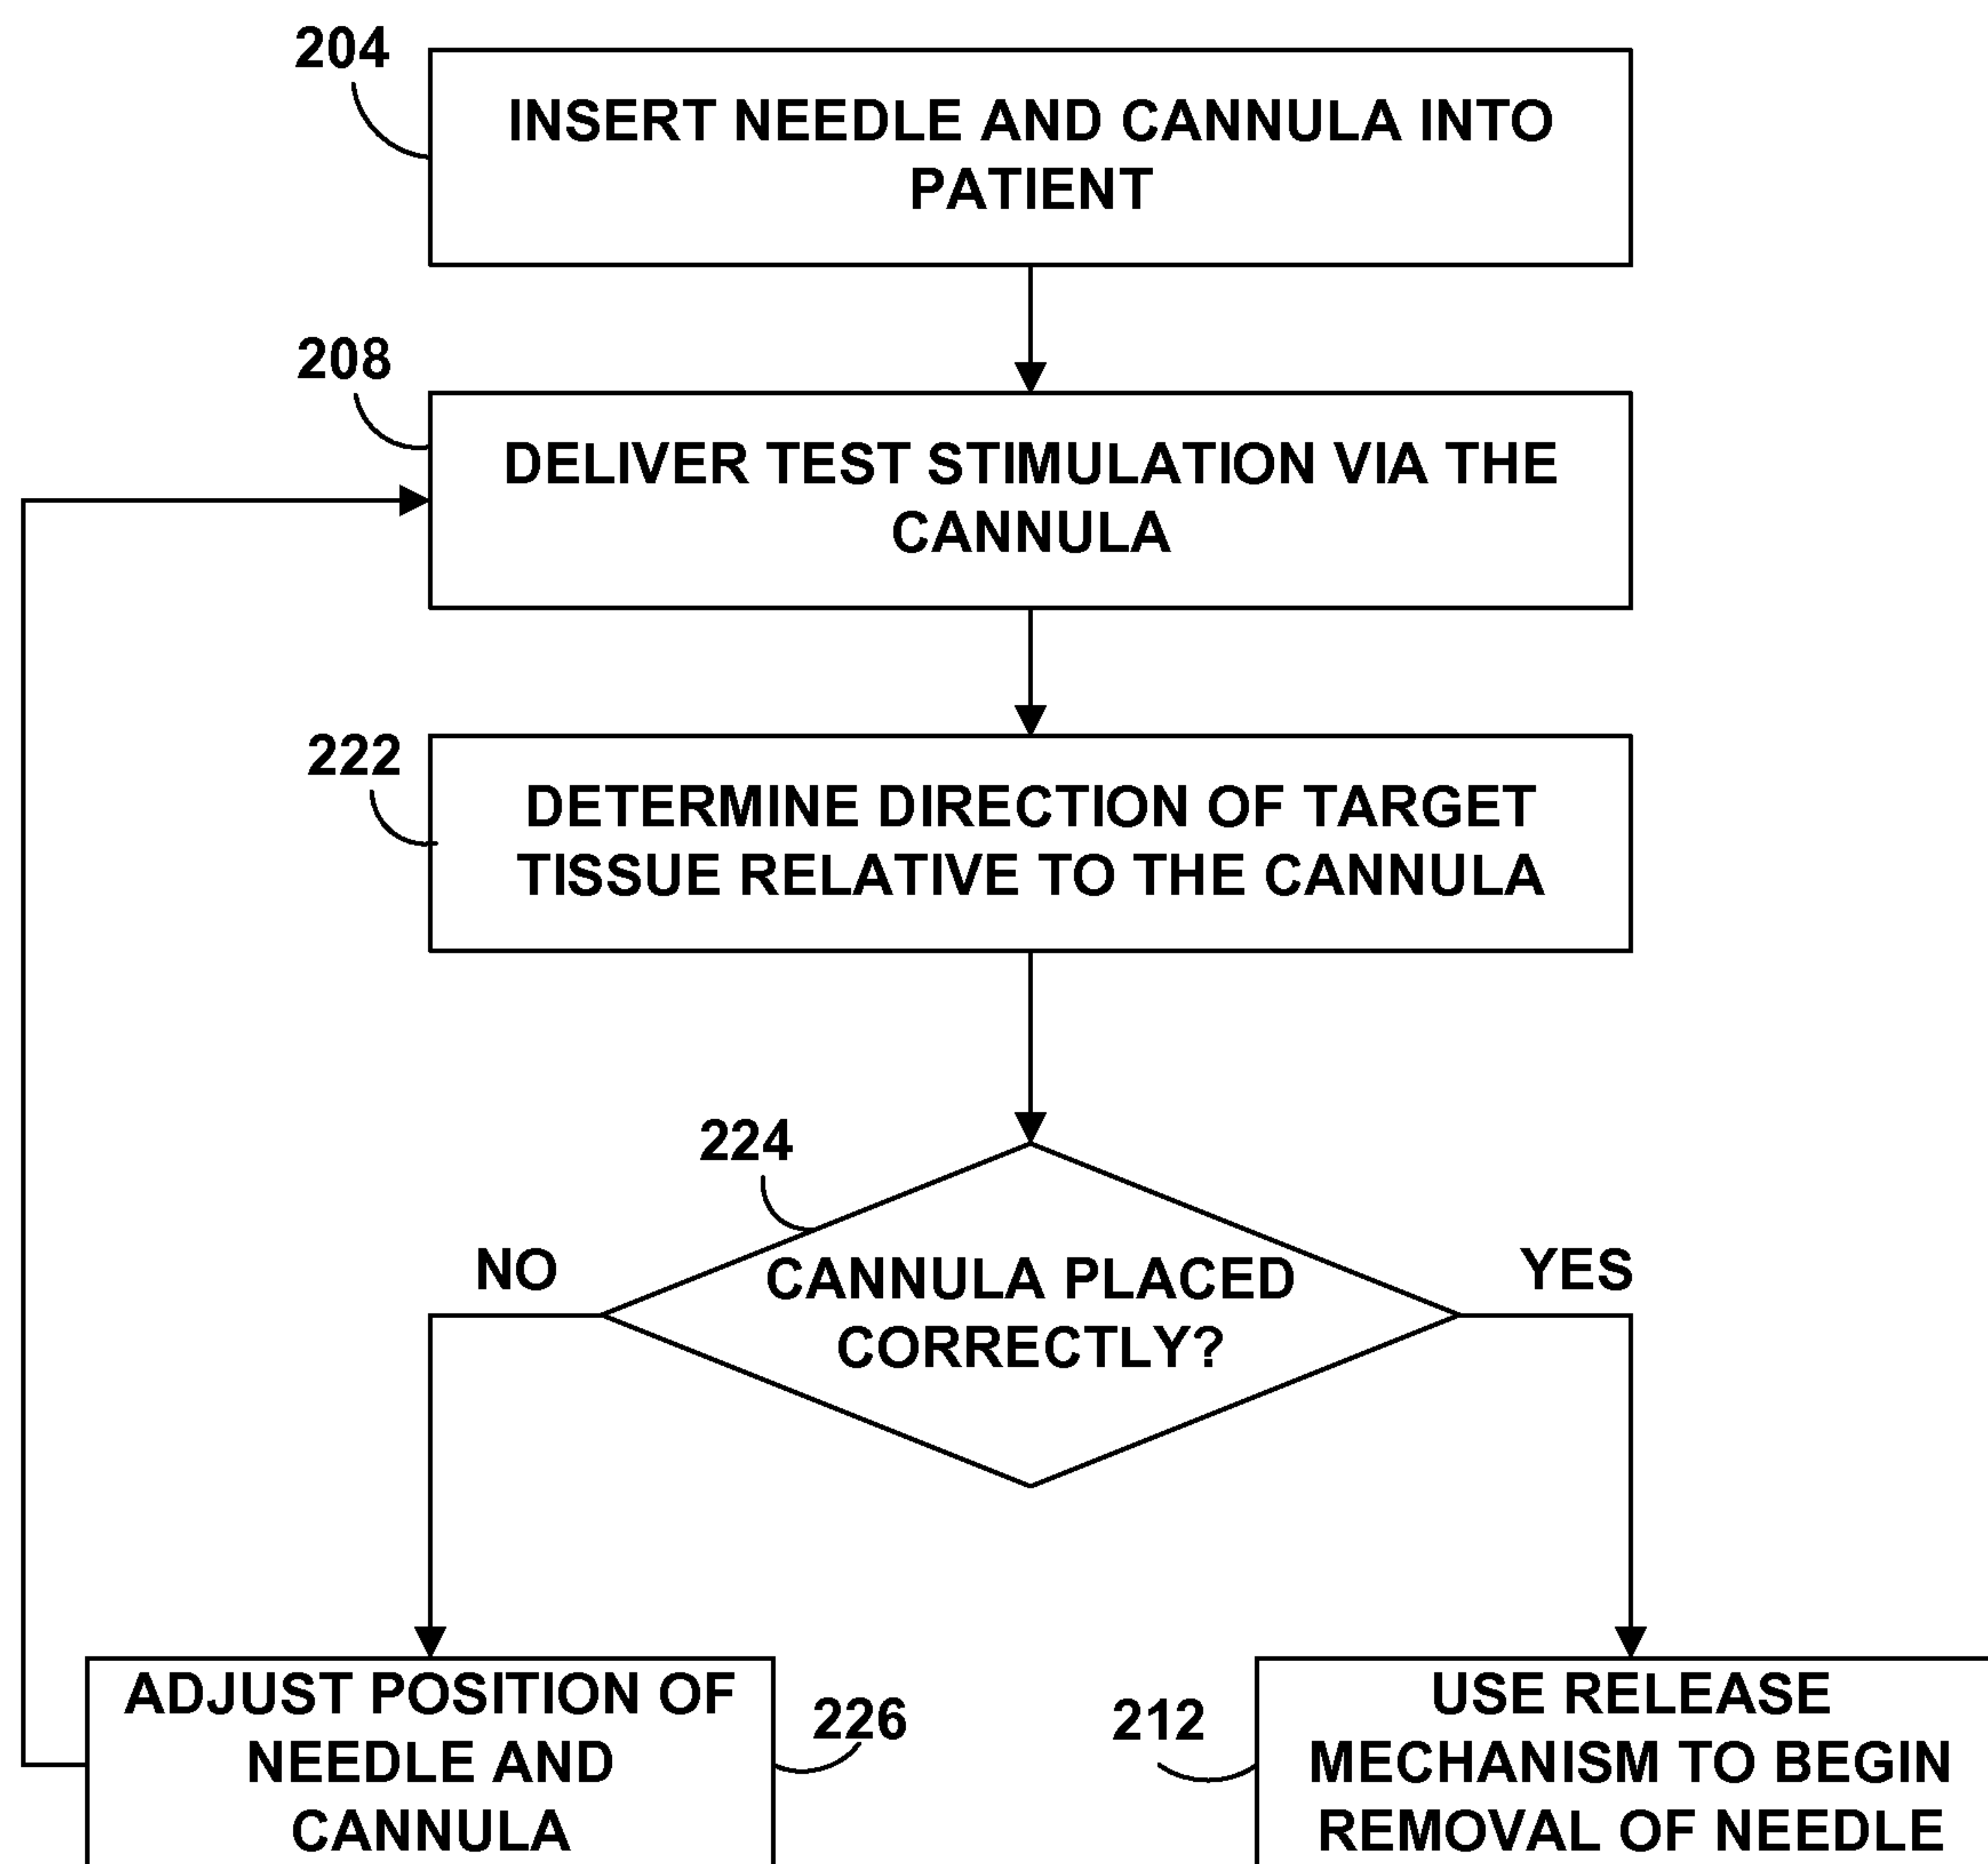 204
INSERT NEEDLE AND CANNULA INTO
PATIENT
208
DELIVER TEST STIMULATION VIA THE
CANNULA
222
DETERMINE DIRECTION OF TARGET
TISSUE RELATIVE TO THE CANNULA
224
NO
CANNULA PLACED
CORRECTLY?
YES
ADJUST POSITION OF
NEEDLE AND
CANNULA
226
212
USE RELEASE
MECHANISM TO BEGIN
REMOVAL OF NEEDLE